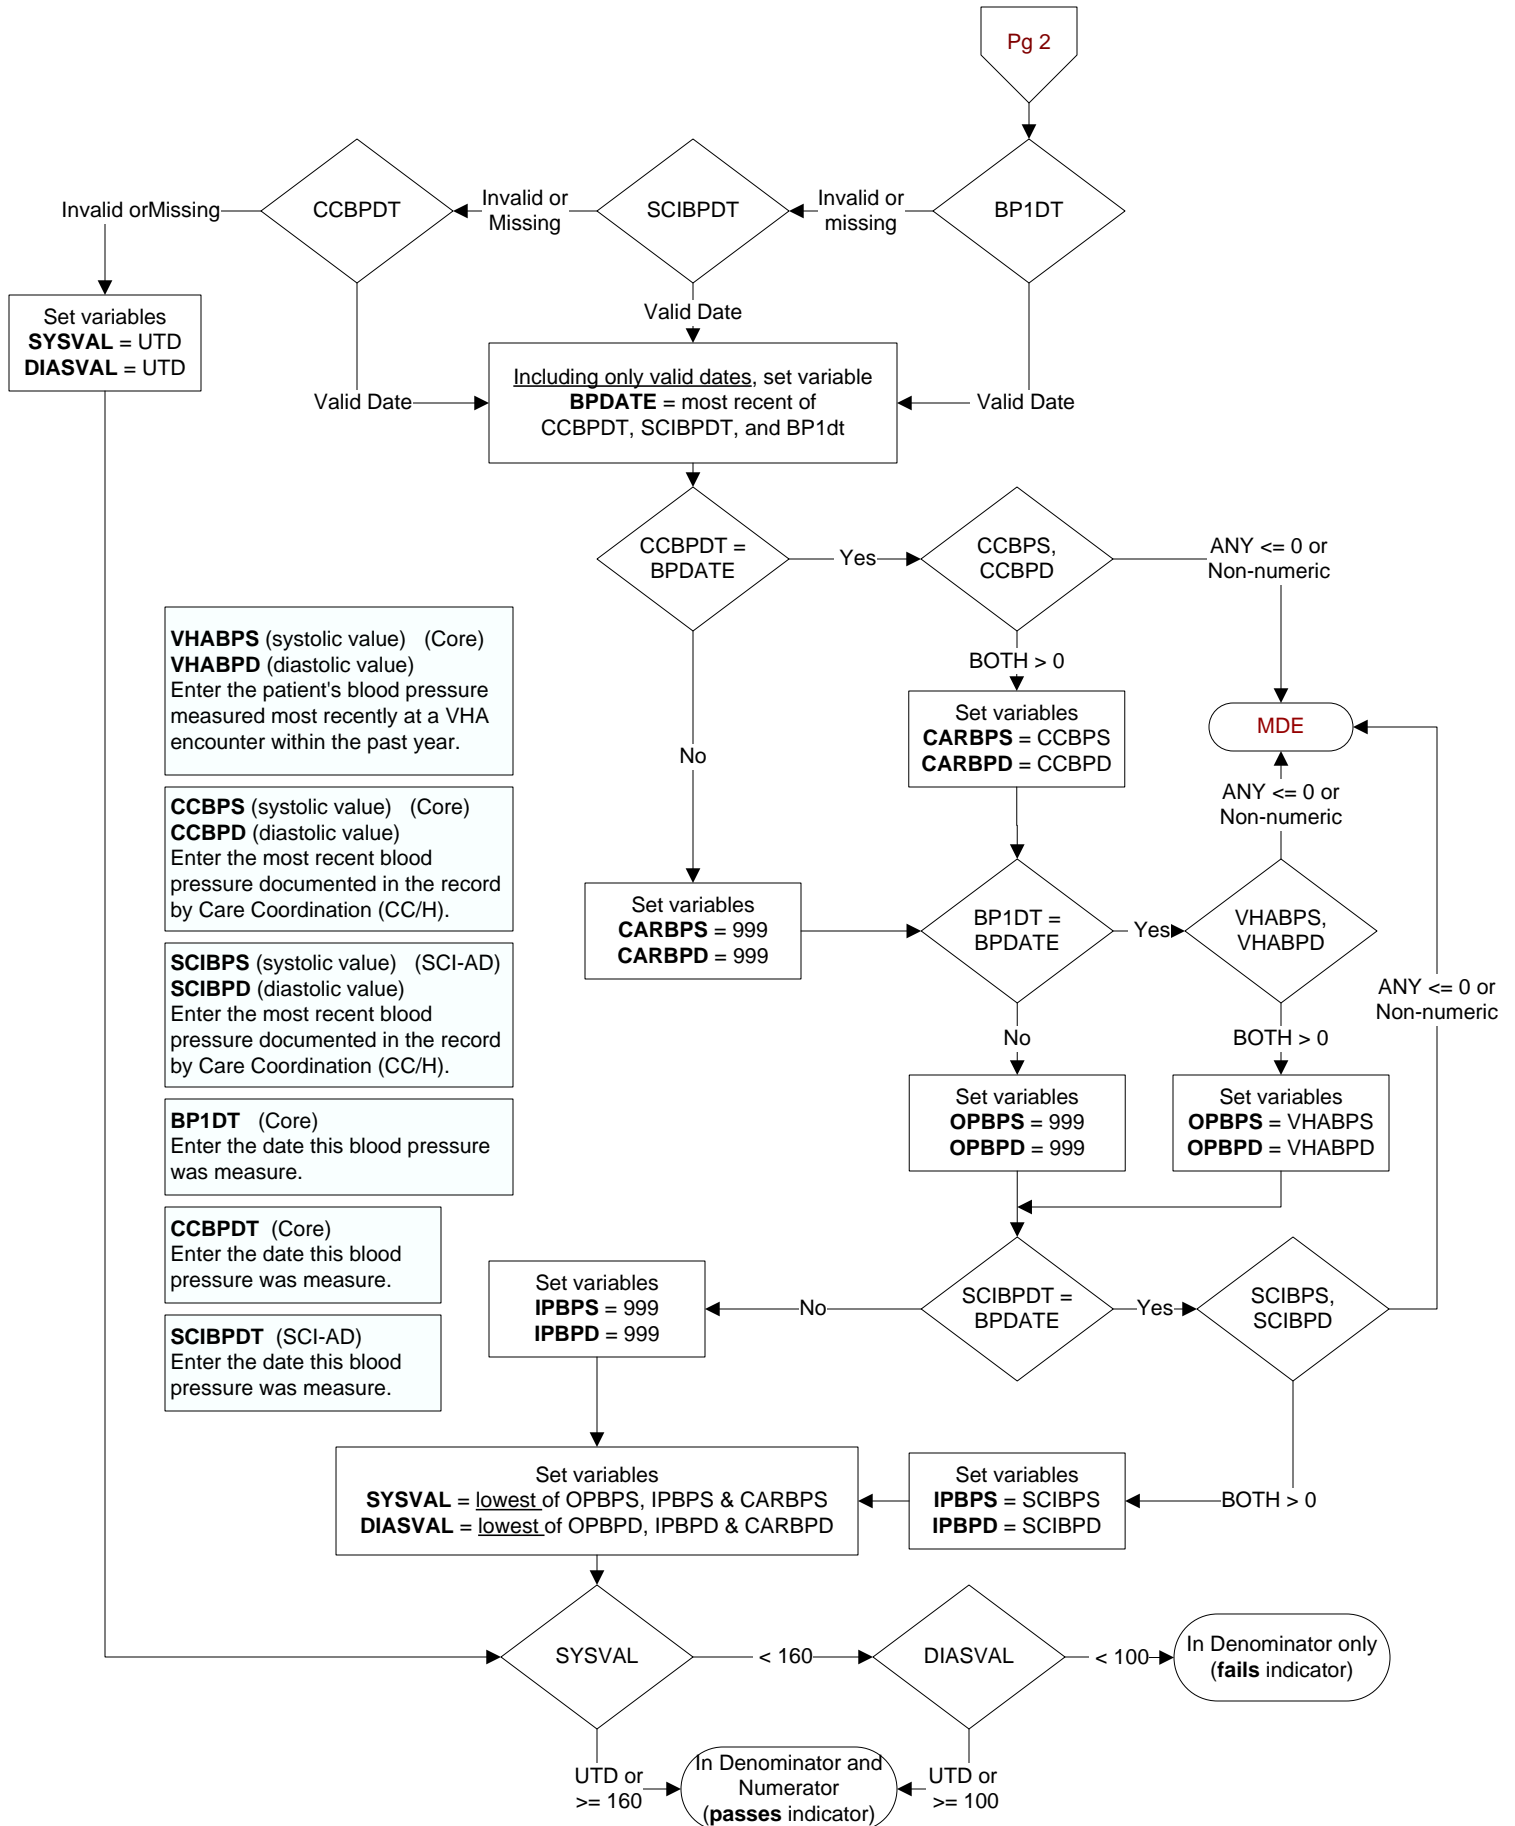 Pg 2
CCBPDT
SCIBPDT
BP1DT
Invalid orMissing
Invalid or
Missing
Invalid or
missing
Set variables
SYSVAL = UTD
DIASVAL = UTD
Valid Date
Valid Date
Valid Date
Including only valid dates, set variable
BPDATE = most recent of
CCBPDT, SCIBPDT, and BP1dt
CCBPDT =
BPDATE
Yes
CCBPS,
CCBPD
ANY <= 0 or
Non-numeric
BOTH > 0
No
Set variables
CARBPS = CCBPS
CARBPD = CCBPD
MDE
VHABPS (systolic value) (Core)
VHABPD (diastolic value)
Enter the patient's blood pressure
measured most recently at a VHA
encounter within the past year.
CCBPS (systolic value) (Core)
CCBPD (diastolic value)
Enter the most recent blood
pressure documented in the record
by Care Coordination (CC/H).
SCIBPS (systolic value) (SCI-AD)
SCIBPD (diastolic value)
Enter the most recent blood
pressure documented in the record
by Care Coordination (CC/H).
BP1DT (Core)
Enter the date this blood pressure
was measure.
CCBPDT (Core)
Enter the date this blood
pressure was measure.
SCIBPDT (SCI-AD)
Enter the date this blood
pressure was measure.
ANY <= 0 or
Non-numeric
Set variables
CARBPS = 999
CARBPD = 999
BP1DT =
BPDATE
Yes
VHABPS,
VHABPD
ANY <= 0 or
Non-numeric
No
BOTH > 0
Set variables
OPBPS = 999
OPBPD = 999
Set variables
OPBPS = VHABPS
OPBPD = VHABPD
Set variables
IPBPS = 999
IPBPD = 999
No
SCIBPDT =
BPDATE
Yes
SCIBPS,
SCIBPD
Set variables
SYSVAL = lowest of OPBPS, IPBPS & CARBPS
DIASVAL = lowest of OPBPD, IPBPD & CARBPD
Set variables
IPBPS = SCIBPS
IPBPD = SCIBPD
BOTH > 0
SYSVAL
< 160
DIASVAL
< 100
In Denominator only
(fails indicator)
UTD or
>= 160
In Denominator and
Numerator
(passes indicator)
UTD or
>= 100